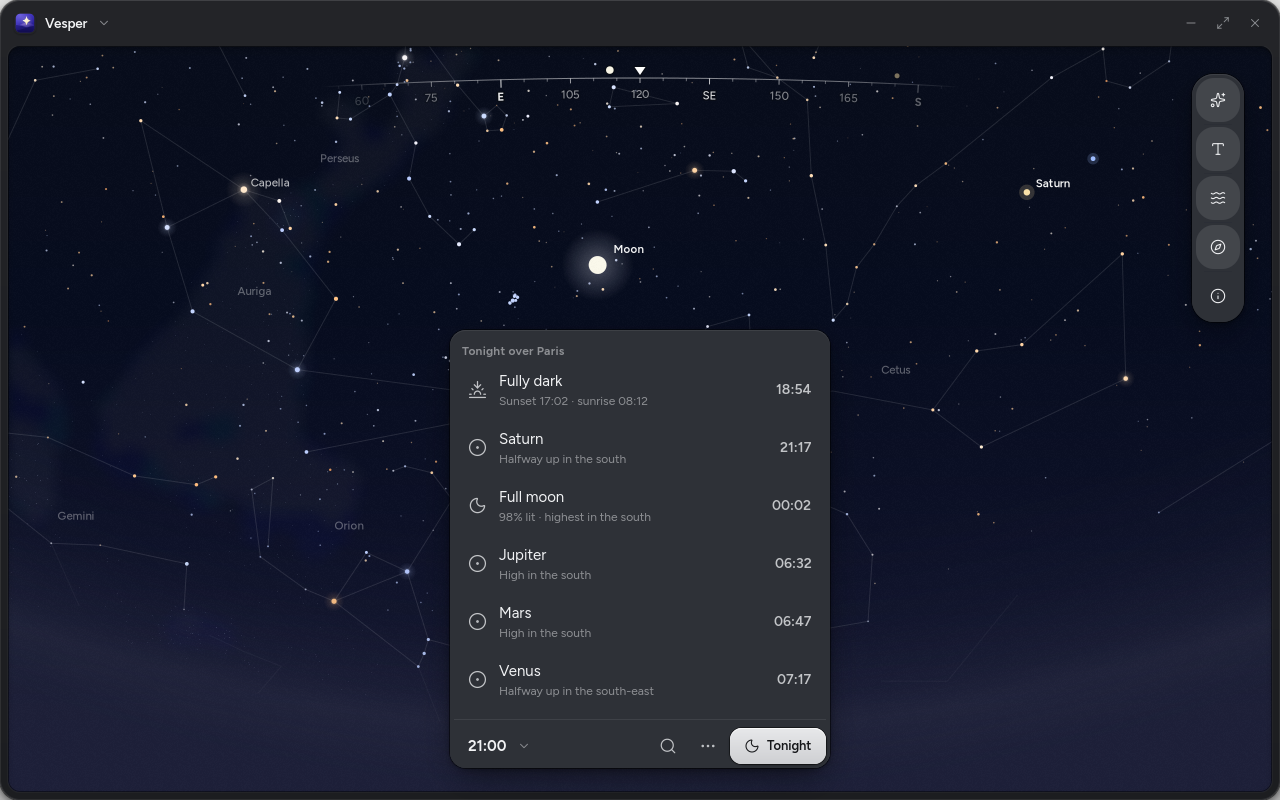 Vesper
60 75 E 105 120 SE 150 165 S
Perseus
Capella
Saturn
Moon
Auriga
Cetus
Gemini
Orion
Tonight over Paris
Fully dark
18:54
Sunset 17:02 · sunrise 08:12
Saturn
21:17
Halfway up in the south
Full moon
00:02
98% lit · highest in the south
Jupiter
06:32
High in the south
Mars
06:47
High in the south
Venus
07:17
Halfway up in the south-east
21:00
Tonight